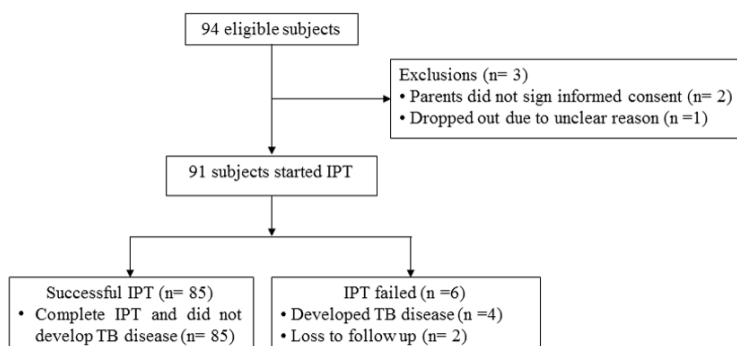 94 eligible subjects
Exclusions (n= 3)
• Parents did not sign informed consent (n= 2)
• Dropped out due to unclear reason (n =1)
91 subjects started IPT
Successful IPT (n= 85)
• Complete IPT and did not
develop TB disease (n= 85)
IPT failed (n =6)
• Developed TB disease (n =4)
• Loss to follow up (n= 2)